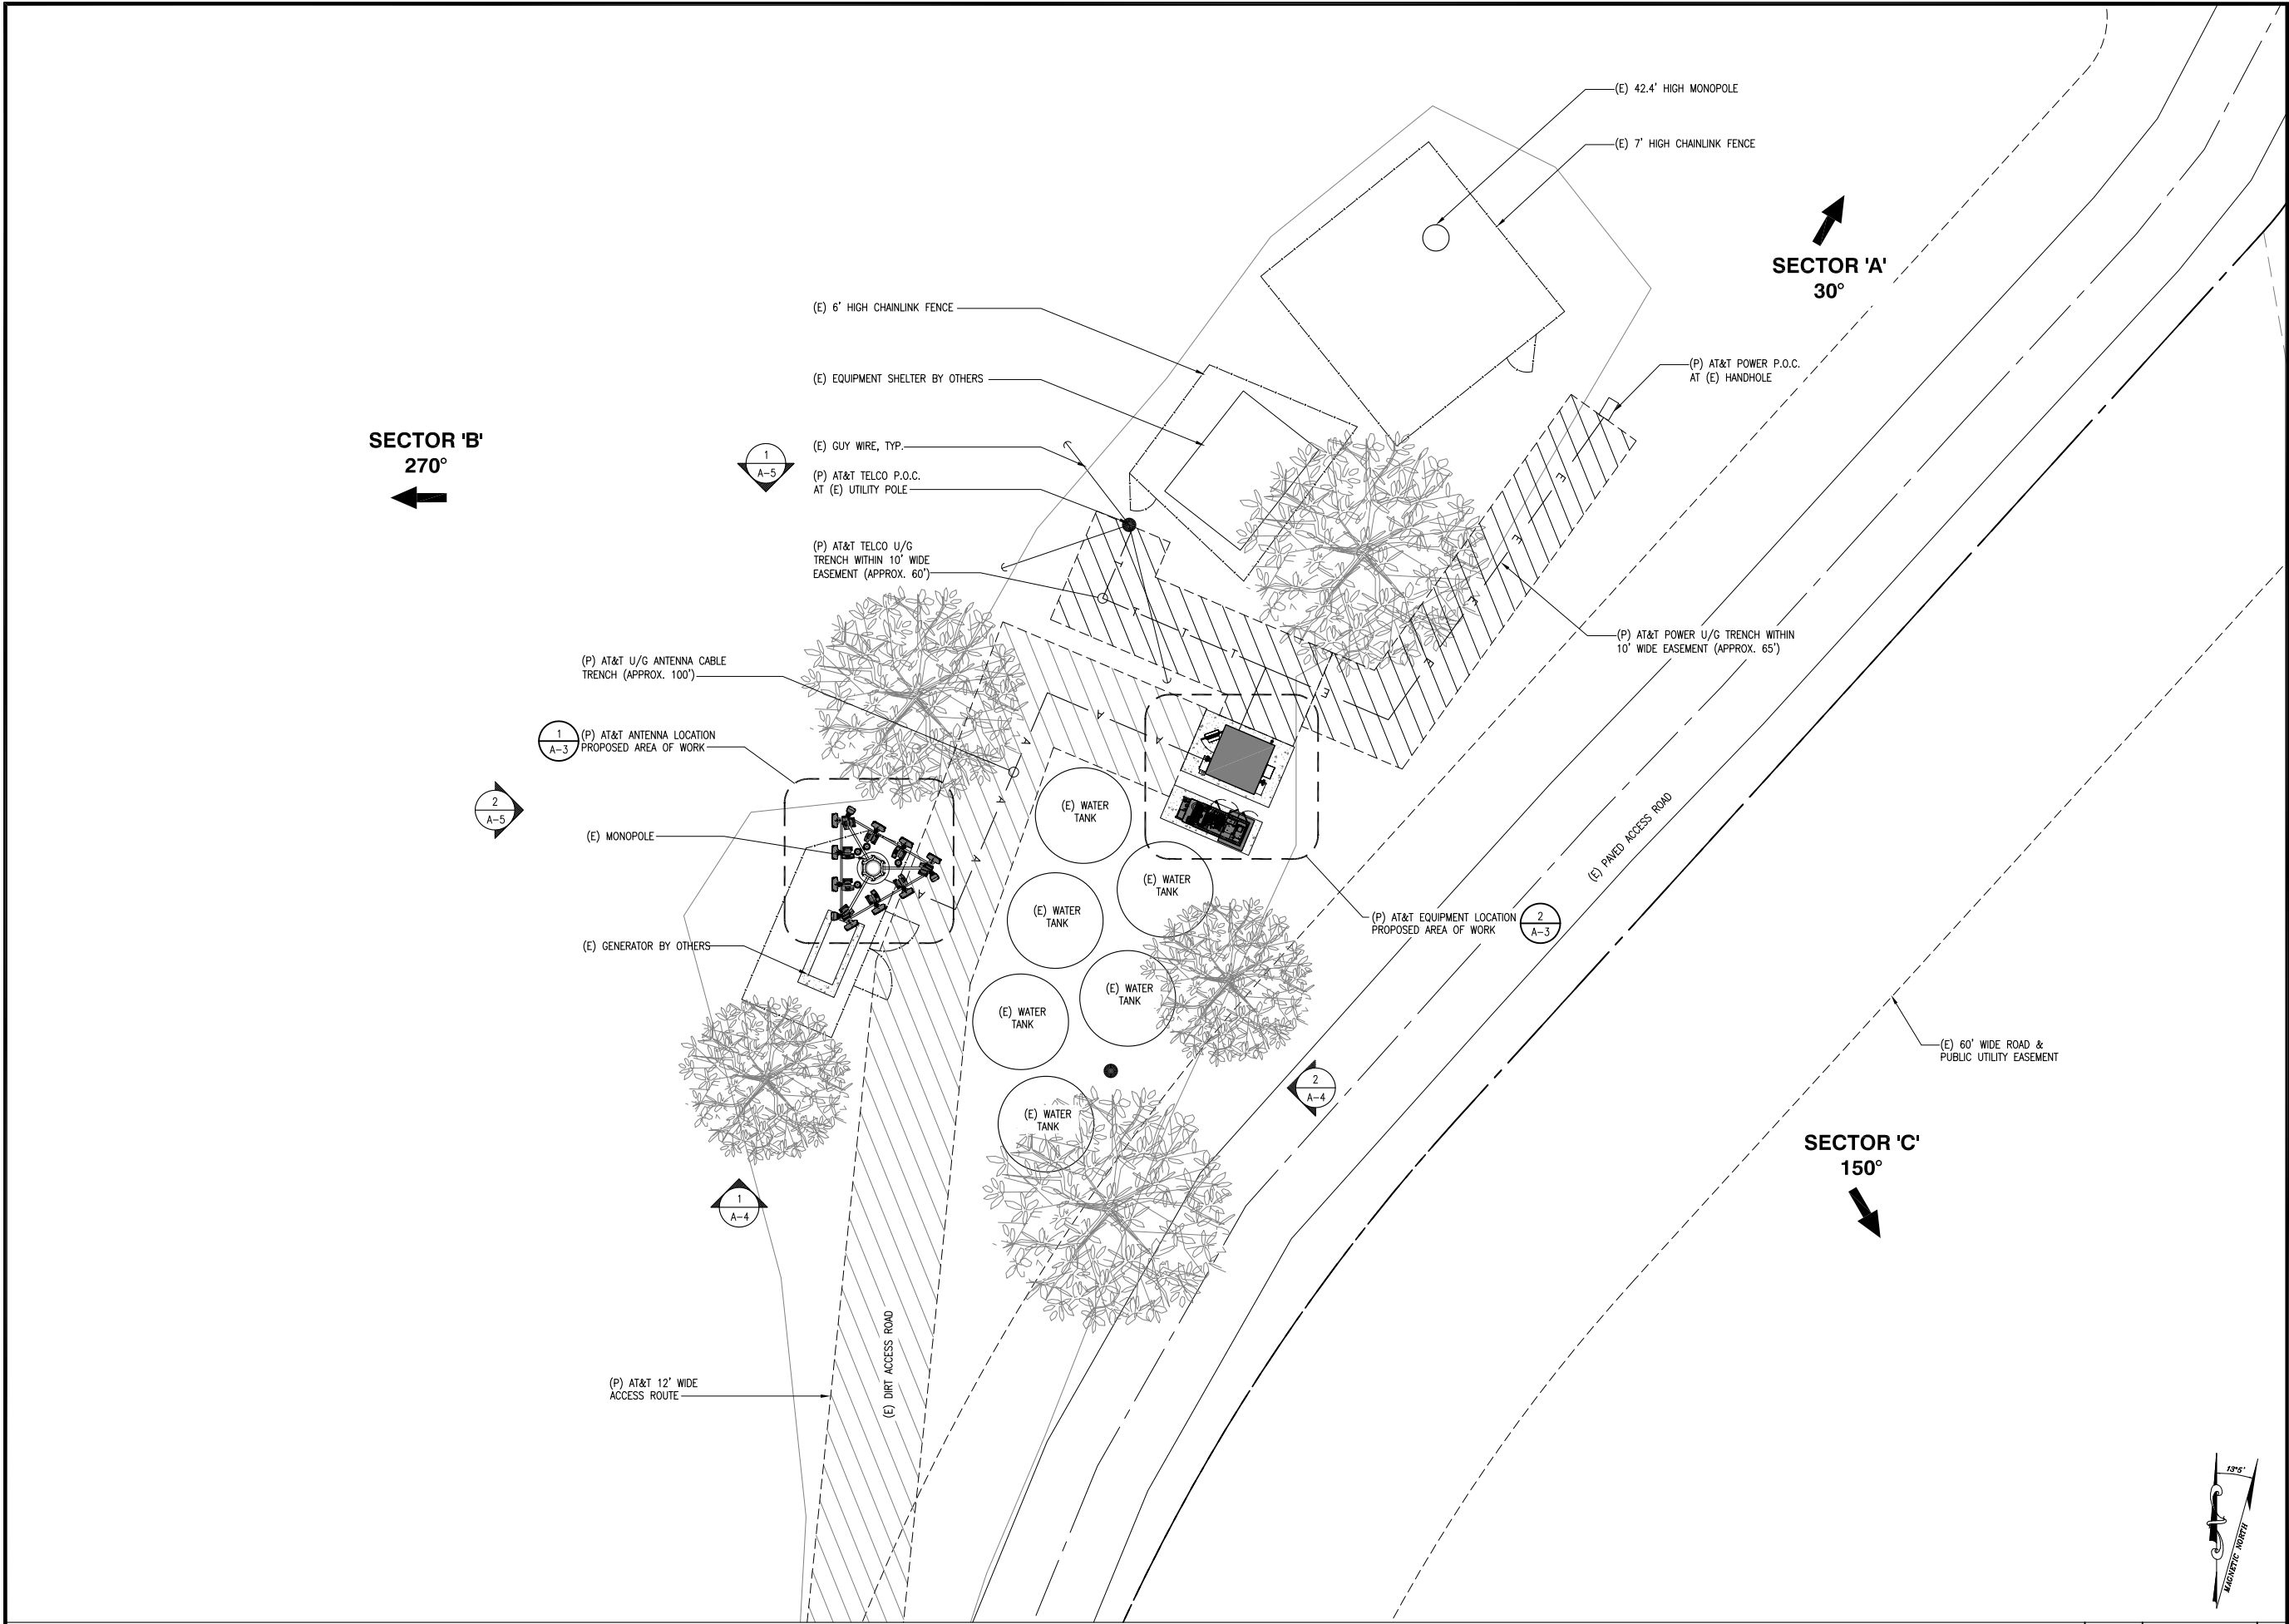 (E) 42.4' HIGH MONOPOLE
(E) 7' HIGH CHAINLINK FENCE
SECTOR 'A'
30°
(E) 6' HIGH CHAINLINK FENCE
(E) EQUIPMENT SHELTER BY OTHERS
(P) AT&T POWER P.O.C.
AT (E) HANDHOLE
SECTOR 'B'
270°
1
A-5
(E) GUY WIRE, TYP.
(P) AT&T TELCO P.O.C.
AT (E) UTILITY POLE
(P) AT&T TELCO U/G
TRENCH WITHIN 10' WIDE
EASEMENT (APPROX. 60')
E
E
E
E
E
T
T
T
T
(P) AT&T POWER U/G TRENCH WITHIN
10' WIDE EASEMENT (APPROX. 65')
(P) AT&T U/G ANTENNA CABLE
TRENCH (APPROX. 100')
A
A
A
A
A
A
1
A-3
(P) AT&T ANTENNA LOCATION
PROPOSED AREA OF WORK
2
A-5
(E) MONOPOLE
(E) GENERATOR BY OTHERS
(E) WATER
TANK
(E) WATER
TANK
(E) WATER
TANK
(E) WATER
TANK
(E) WATER
TANK
(E) WATER
TANK
(E) PAVED ACCESS ROAD
(P) AT&T EQUIPMENT LOCATION
PROPOSED AREA OF WORK
2
A-3
(E) 60' WIDE ROAD &
PUBLIC UTILITY EASEMENT
2
A-4
SECTOR 'C'
150°
1
A-4
(P) AT&T 12' WIDE
ACCESS ROUTE
(E) DIRT ACCESS ROAD
13°5'
MAGNETIC NORTH